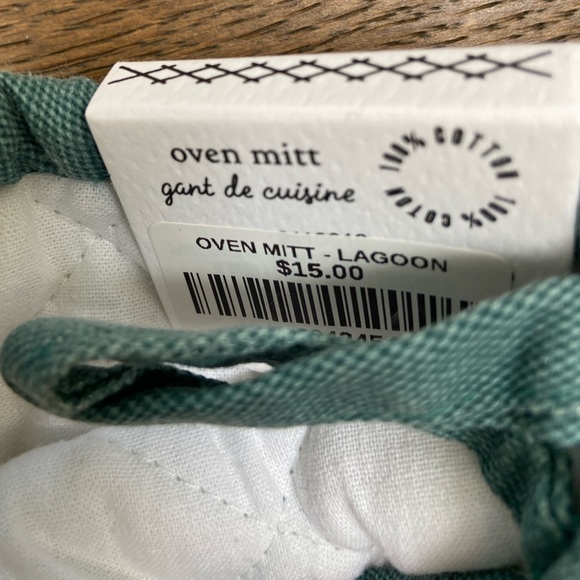 oven mitt
gant de cuisine
100% COTTON 100% COTON
OVEN MITT - LAGOON
$15.00